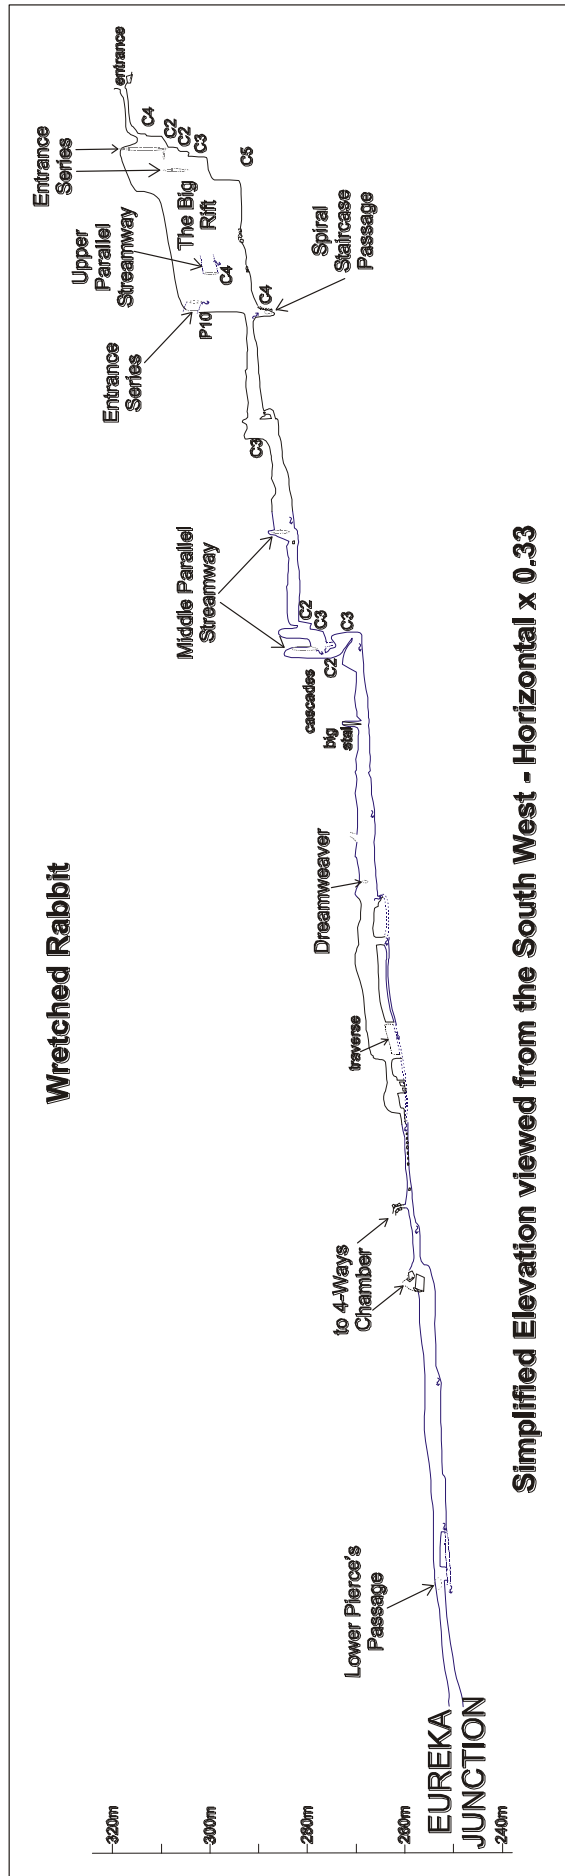 Wretched Rabbit
entrance
C4
C2
C2
C3
C5
Entrance
Series
The Big
Rift
Upper
Parallel
Streamway
C4
Spiral
Staircase
Passage
C4
P10
Entrance
Series
C3
Middle Parallel
Streamway
C2
C3
C3
C2
cascades
big
stal
Dreamweaver
traverse
to 4-Ways
Chamber
Lower Pierce's
Passage
EUREKA
JUNCTION
320m
300m
280m
260m
240m
Simplified Elevation viewed from the South West - Horizontal x 0.33